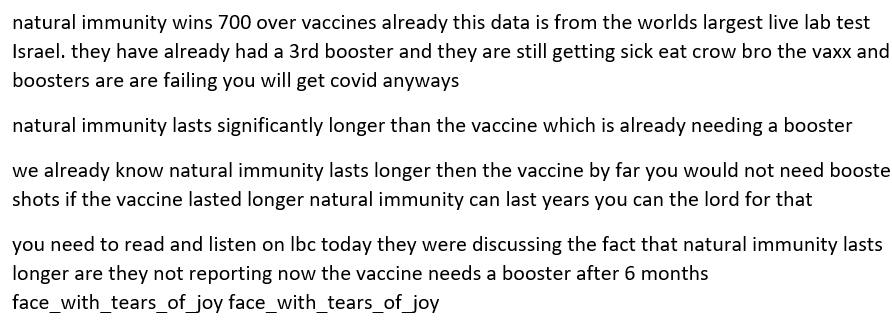 natural immunity wins 700 over vaccines already this data is from the worlds largest live lab test
Israel. they have already had a 3rd booster and they are still getting sick eat crow bro the vaxx and
boosters are are failing you will get covid anyways
natural immunity lasts significantly longer than the vaccine which is already needing a booster
we already know natural immunity lasts longer then the vaccine by far you would not need booste
shots if the vaccine lasted longer natural immunity can last years you can the lord for that
you need to read and listen on lbc today they were discussing the fact that natural immunity lasts
longer are they not reporting now the vaccine needs a booster after 6 months
face_with_tears_of_joy face_with_tears_of_joy